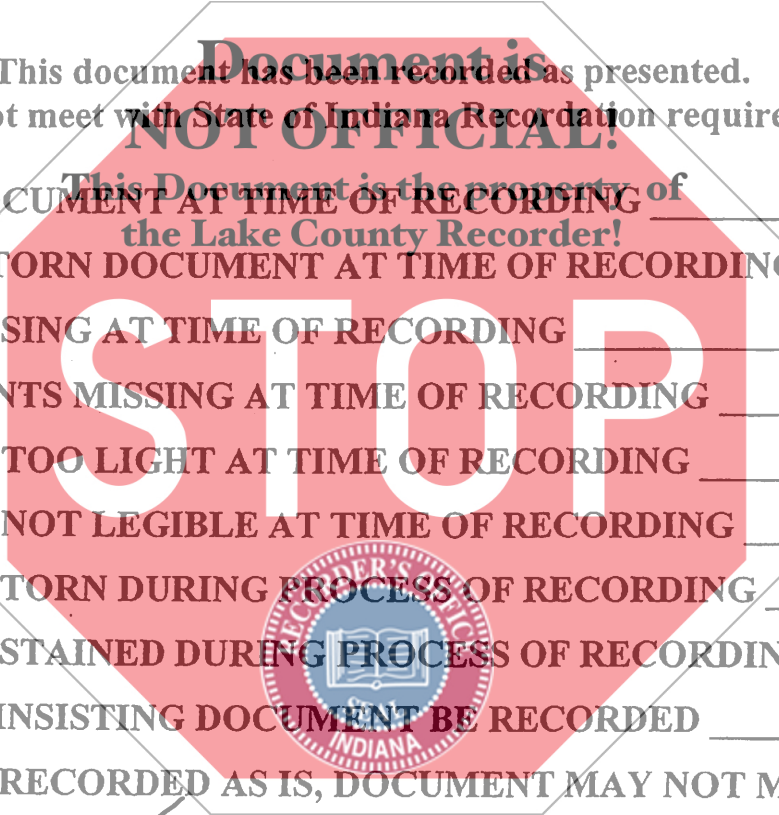 Document is
This document has been recorded as presented.
ot meet with State of Indiana Recordation require
NOT OFFICIAL!
This Document is the property of
CUMENT AT TIME OF RECORDING
the Lake County Recorder!
TORN DOCUMENT AT TIME OF RECORDING
SING AT TIME OF RECORDING
STOP
NTS MISSING AT TIME OF RECORDING
TOO LIGHT AT TIME OF RECORDING
NOT LEGIBLE AT TIME OF RECORDING
TORN DURING PROCESS OF RECORDING
STAINED DURING PROCESS OF RECORDIN
RECORDER'S OFFICE
SEAL
INDIANA
INSISTING DOCUMENT BE RECORDED
RECORDED AS IS, DOCUMENT MAY NOT M